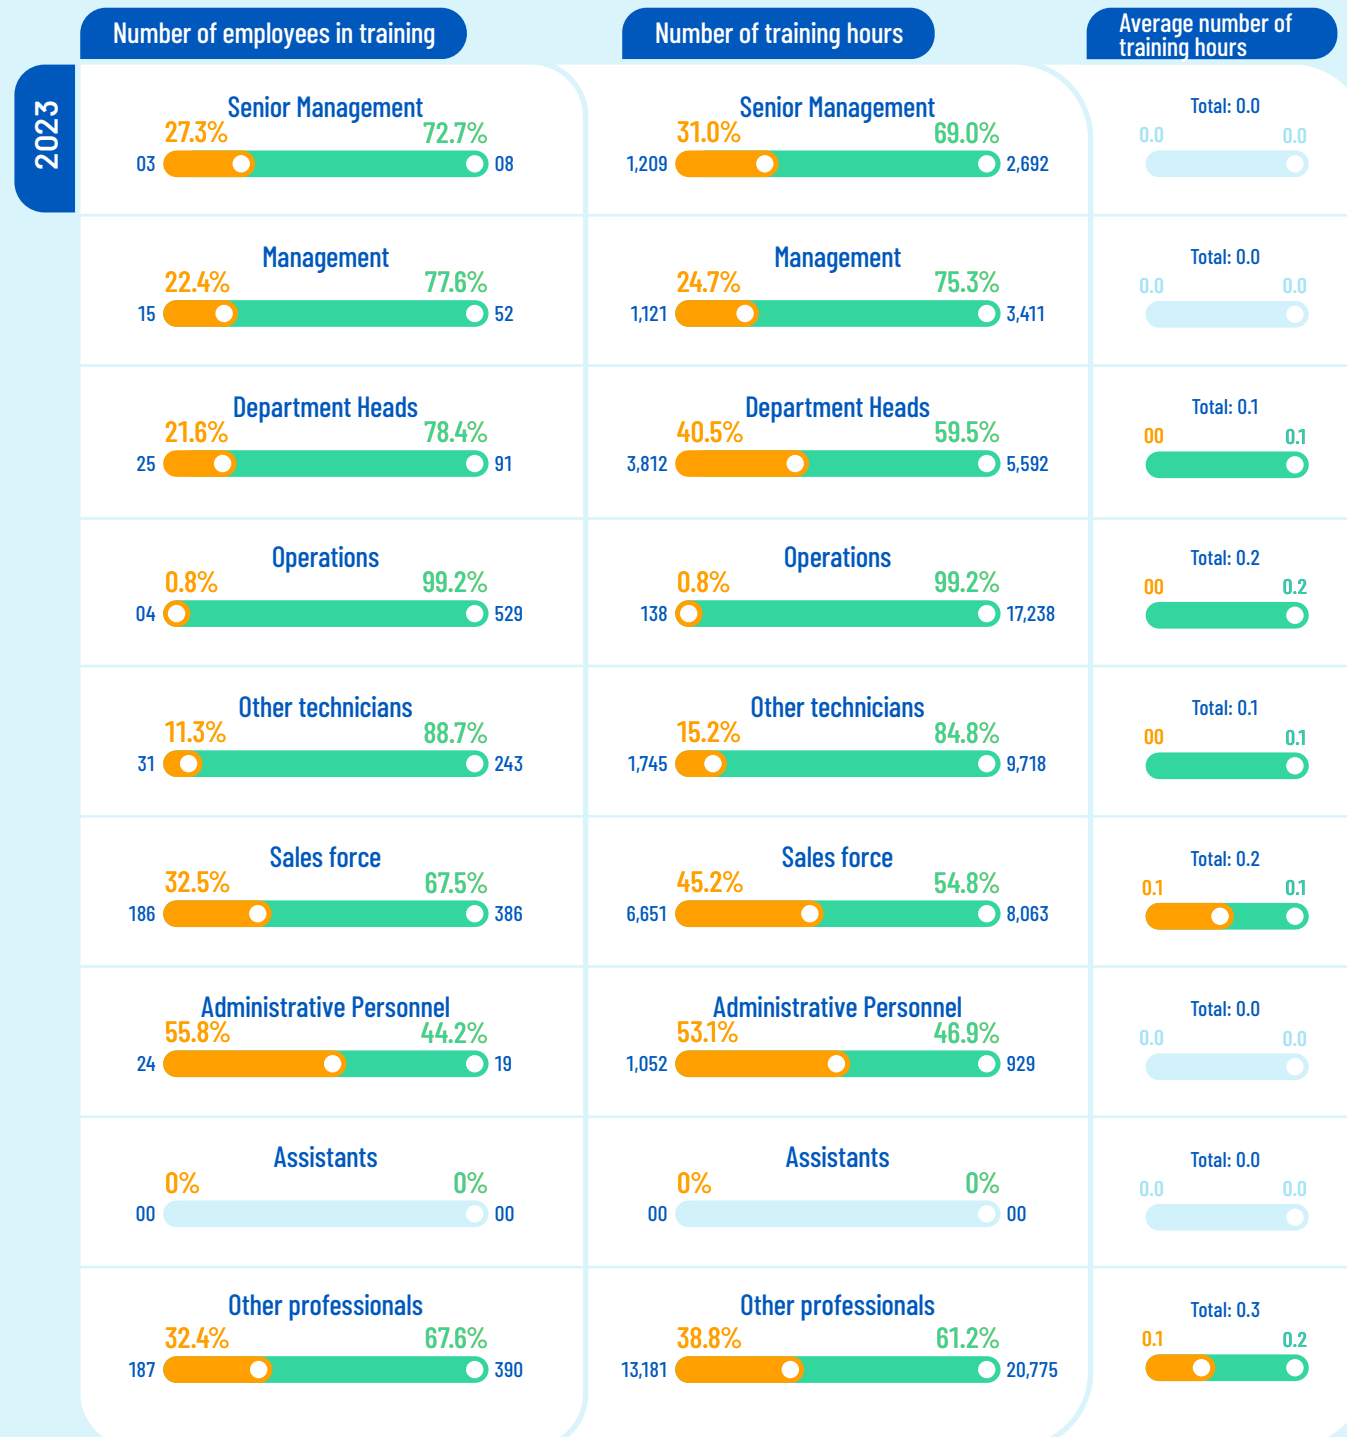 Number of employees in training
Number of training hours
Average number of
training hours
2023
Senior Management
27.3% 72.7%
03 08
Senior Management
31.0% 69.0%
1,209 2,692
Total: 0.0
0.0 0.0
Management
22.4% 77.6%
15 52
Management
24.7% 75.3%
1,121 3,411
Total: 0.0
0.0 0.0
Department Heads
21.6% 78.4%
25 91
Department Heads
40.5% 59.5%
3,812 5,592
Total: 0.1
00 0.1
Operations
0.8% 99.2%
04 529
Operations
0.8% 99.2%
138 17,238
Total: 0.2
00 0.2
Other technicians
11.3% 88.7%
31 243
Other technicians
15.2% 84.8%
1,745 9,718
Total: 0.1
00 0.1
Sales force
32.5% 67.5%
186 386
Sales force
45.2% 54.8%
6,651 8,063
Total: 0.2
0.1 0.1
Administrative Personnel
55.8% 44.2%
24 19
Administrative Personnel
53.1% 46.9%
1,052 929
Total: 0.0
0.0 0.0
Assistants
0% 0%
00 00
Assistants
0% 0%
00 00
Total: 0.0
0.0 0.0
Other professionals
32.4% 67.6%
187 390
Other professionals
38.8% 61.2%
13,181 20,775
Total: 0.3
0.1 0.2